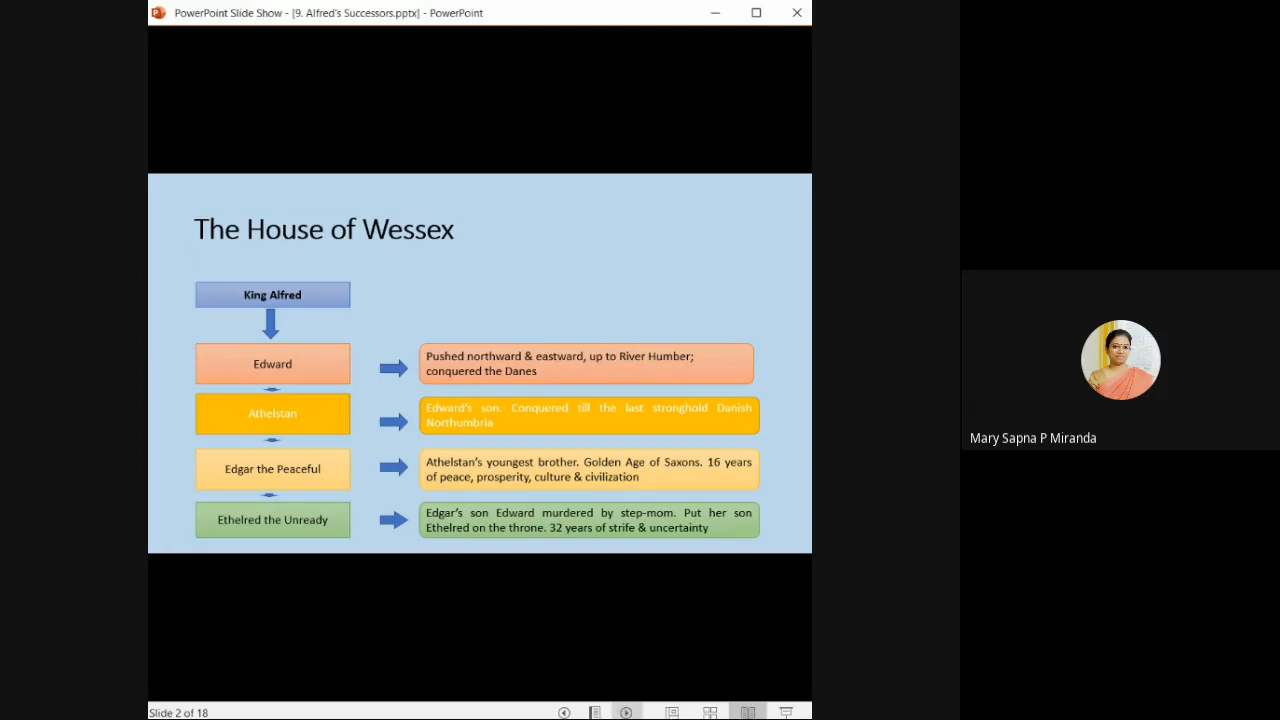 PowerPoint Slide Show - [9. Alfred's Successors.pptx] - PowerPoint
The House of Wessex
King Alfred
Edward
Pushed northward & eastward, up to River Humber;
conquered the Danes
Athelstan
Edward's son. Conquered till the last stronghold Danish
Northumbria
Edgar the Peaceful
Athelstan's youngest brother. Golden Age of Saxons. 16 years
of peace, prosperity, culture & civilization
Ethelred the Unready
Edgar's son Edward murdered by step-mom. Put her son
Ethelred on the throne. 32 years of strife & uncertainty
Mary Sapna P Miranda
Slide 2 of 18